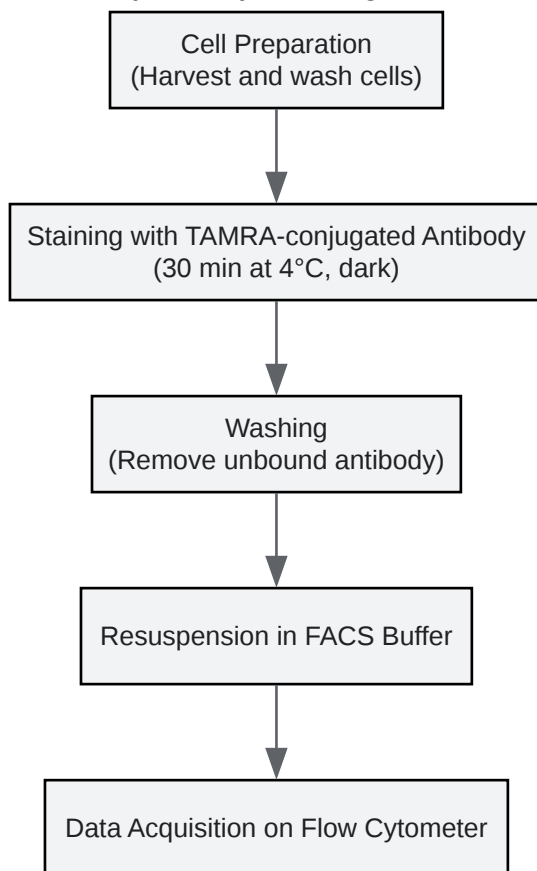 Cell Preparation
(Harvest and wash cells)
Staining with TAMRA-conjugated Antibody
(30 min at 4°C, dark)
Washing
(Remove unbound antibody)
Resuspension in FACS Buffer
Data Acquisition on Flow Cytometer